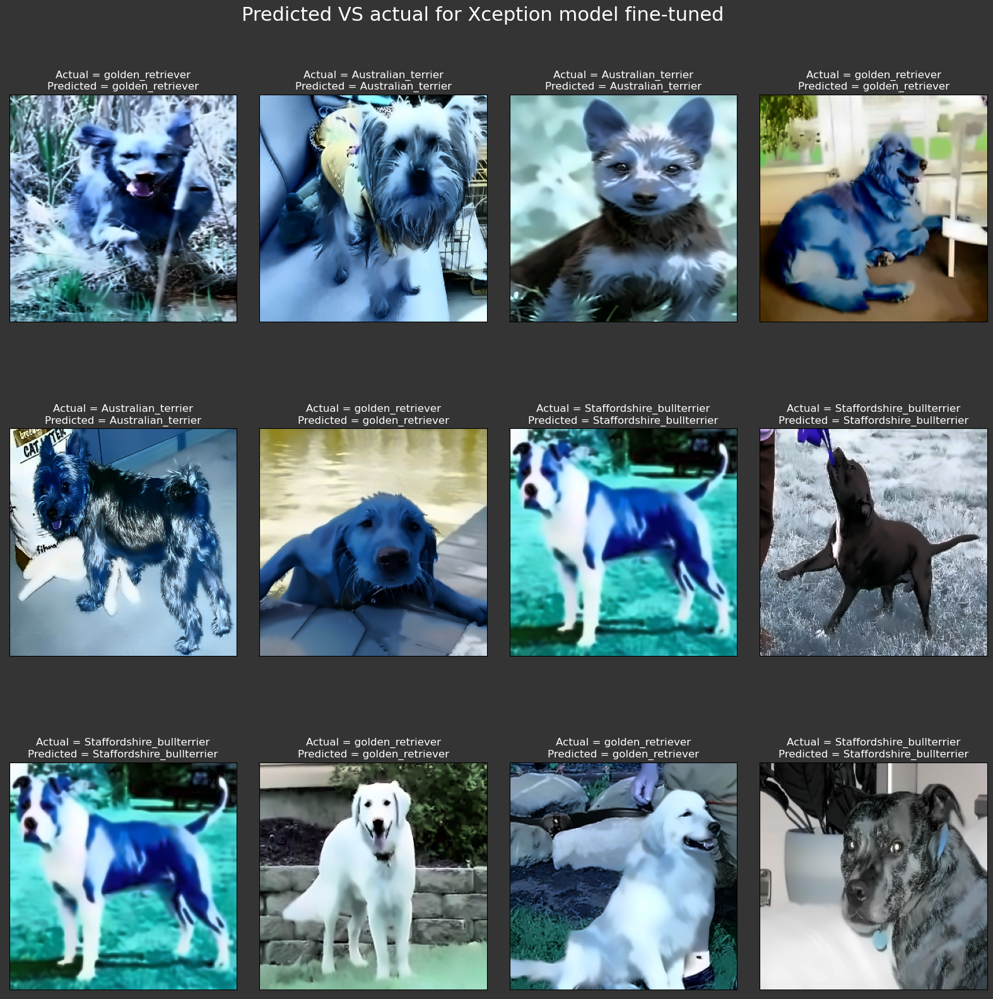 Predicted VS actual for Xception model fine-tuned
Actual = golden_retriever
Predicted = golden_retriever
Actual = Australian_terrier
Predicted = Australian_terrier
Actual = Australian_terrier
Predicted = Australian_terrier
Actual = golden_retriever
Predicted = golden_retriever
Actual = Australian_terrier
Predicted = Australian_terrier
CAT
Actual = golden_retriever
Predicted = golden_retriever
Actual = Staffordshire_bullterrier
Predicted = Staffordshire_bullterrier
Actual = Staffordshire_bullterrier
Predicted = Staffordshire_bullterrier
Actual = Staffordshire_bullterrier
Predicted = Staffordshire_bullterrier
Actual = golden_retriever
Predicted = golden_retriever
Actual = golden_retriever
Predicted = golden_retriever
Actual = Staffordshire_bullterrier
Predicted = Staffordshire_bullterrier